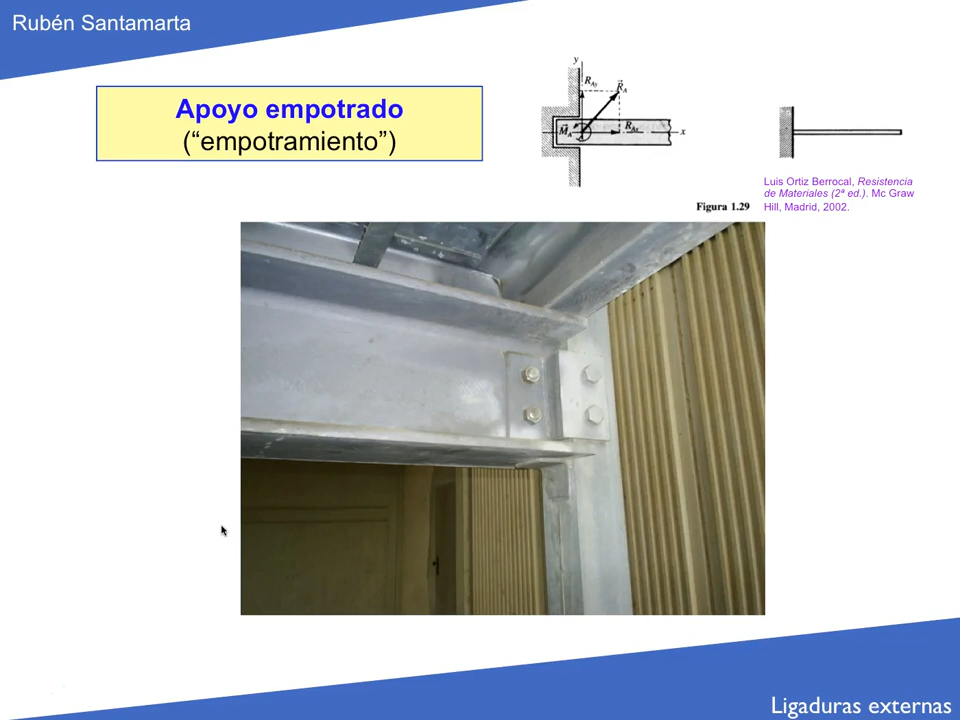 Rubén Santamarta
Apoyo empotrado
(“empotramiento”)
y
R_Ay
R_A
M_A
R_Ax
x
Figura 1.29
Luis Ortiz Berrocal, Resistencia
de Materiales (2ª ed.). Mc Graw
Hill, Madrid, 2002.
Ligaduras externas